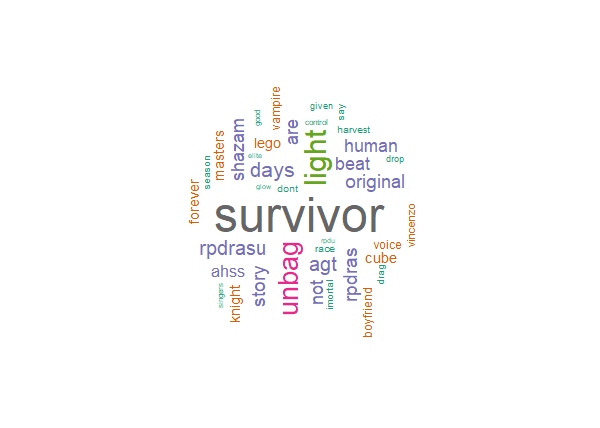 given
say
good
vampire
control
harvest
are
light
shazam
masters
lego
human
elite
beat
drop
season
days
original
glow
dont
forever
survivor
vincenzo
rpdrasu
unbag
rpdu
race
voice
agt
cube
ahss
story
not
rpdras
drag
singers
knight
imortal
boyfriend